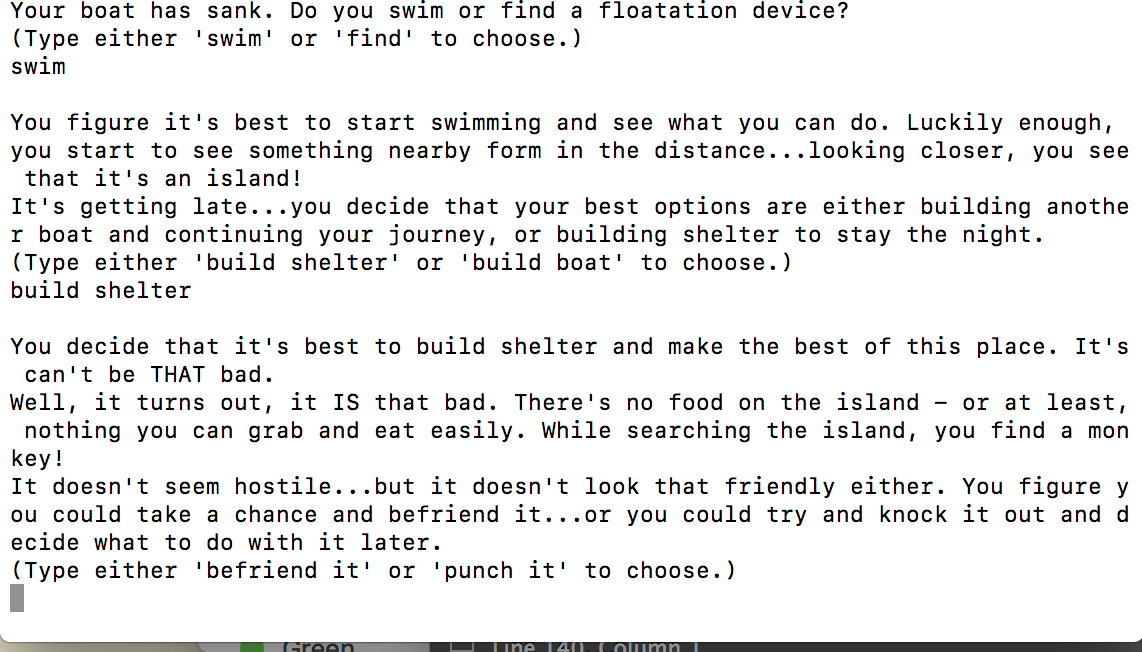 Your boat has sank. Do you swim or find a floatation device?
(Type either 'swim' or 'find' to choose.)
swim
You figure it's best to start swimming and see what you can do. Luckily enough,
you start to see something nearby form in the distance...looking closer, you see
that it's an island!
It's getting late...you decide that your best options are either building anothe
r boat and continuing your journey, or building shelter to stay the night.
(Type either 'build shelter' or 'build boat' to choose.)
build shelter
You decide that it's best to build shelter and make the best of this place. It's
can't be THAT bad.
Well, it turns out, it IS that bad. There's no food on the island – or at least,
nothing you can grab and eat easily. While searching the island, you find a mon
key!
It doesn't seem hostile...but it doesn't look that friendly either. You figure y
ou could take a chance and befriend it...or you could try and knock it out and d
ecide what to do with it later.
(Type either 'befriend it' or 'punch it' to choose.)
Green
Line 140, Column 1